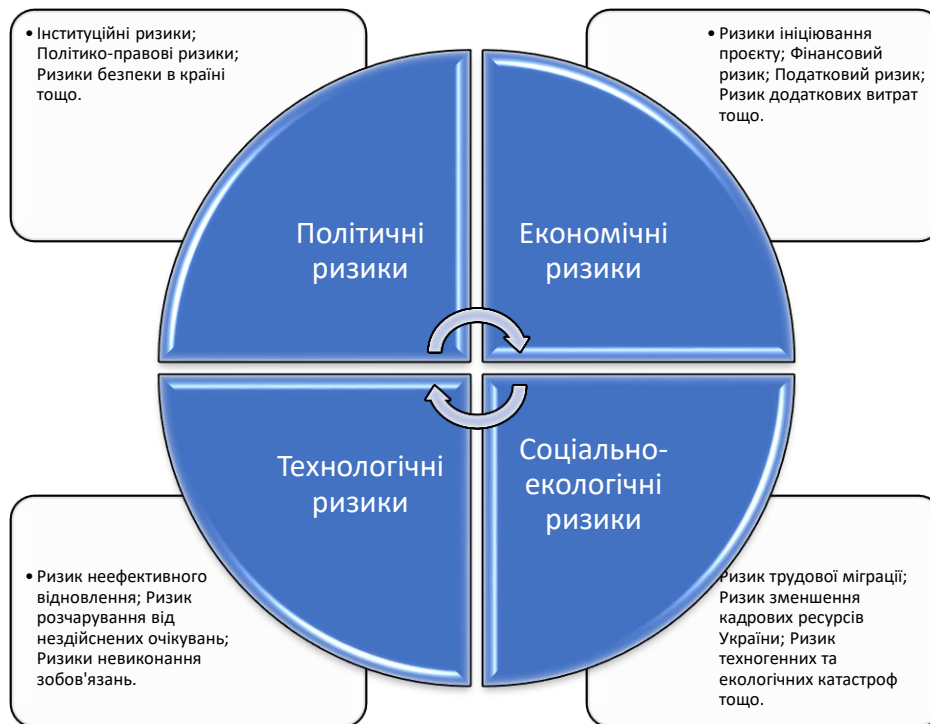 • Інституційні ризики;
Політико-правові ризики;
Ризики безпеки в країні
тощо.
• Ризики ініціювання
проєкту; Фінансовий
ризик; Податковий ризик;
Ризик додаткових витрат
тощо.
Політичні
ризики
Економічні
ризики
Технологічні
ризики
Соціально-
екологічні
ризики
• Ризик неефективного
відновлення; Ризик
розчарування від
нездійснених очікувань;
Ризики невиконання
зобов'язань.
Ризик трудової міграції;
Ризик зменшення
кадрових ресурсів
України; Ризик
техногенних та
екологічних катастроф
тощо.